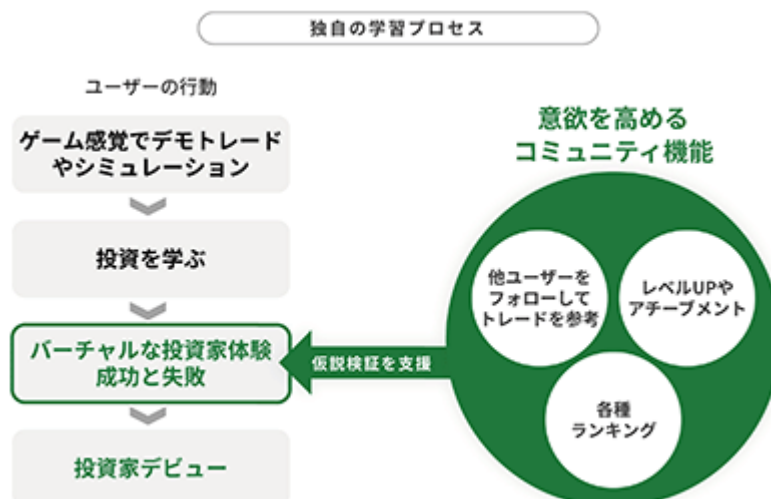 独自の学習プロセス
ユーザーの行動
ゲーム感覚でデモトレード
やシミュレーション
投資を学ぶ
バーチャルな投資家体験
成功と失敗
投資家デビュー
意欲を高める
コミュニティ機能
他ユーザーを
フォローして
トレードを参考
レベルUPや
アチーブメント
各種
ランキング
仮説検証を支援